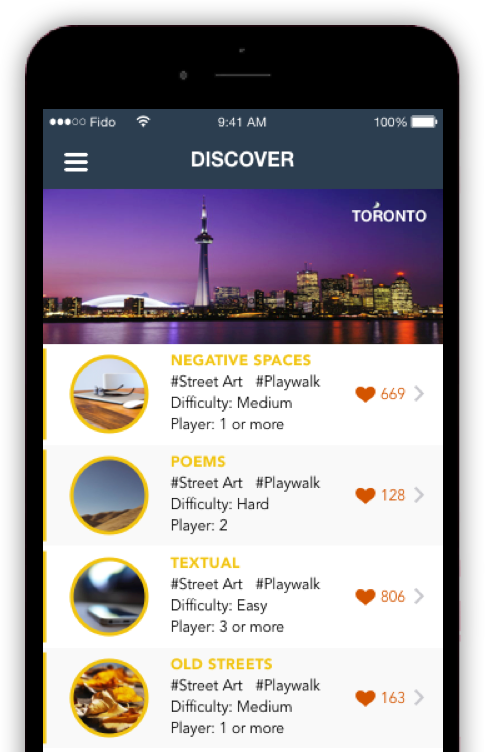 Fido 9:41 AM 100%
DISCOVER
TORONTO
NEGATIVE SPACES
#Street Art #Playwalk
Difficulty: Medium
Player: 1 or more
669
POEMS
#Street Art #Playwalk
Difficulty: Hard
Player: 2
128
TEXTUAL
#Street Art #Playwalk
Difficulty: Easy
Player: 3 or more
806
OLD STREETS
#Street Art #Playwalk
Difficulty: Medium
Player: 1 or more
163